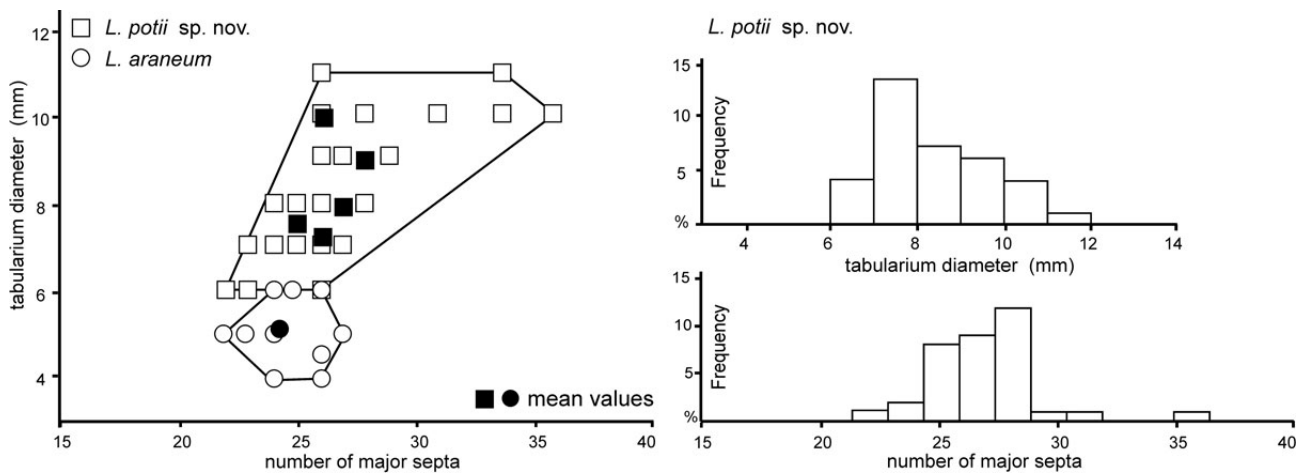 L. potii sp. nov.
L. araneum
tabularium diameter (mm)
12
10
8
6
4
mean values
15 20 25 30 35 40
number of major septa
L. potii sp. nov.
Frequency
15
10
5
%
4 6 8 10 12 14
tabularium diameter (mm)
Frequency
15
10
5
%
15 20 25 30 35 40
number of major septa